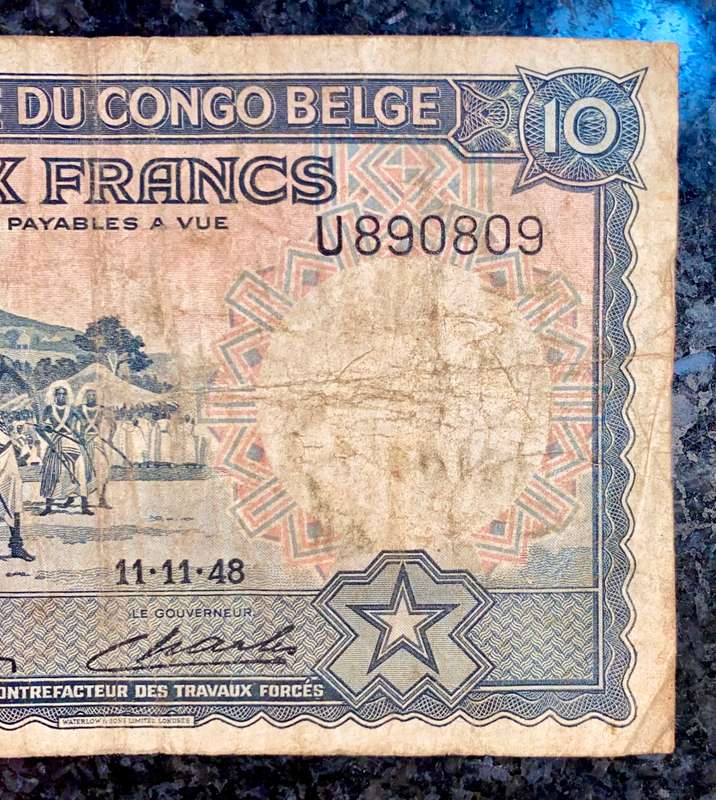 E DU CONGO BELGE
10
X FRANCS
PAYABLES A VUE
U890809
11·11·48
LE GOUVERNEUR,
Charles
ONTREFACTEUR DES TRAVAUX FORCÉS
WATERLOW & SONS LIMITED, LONDRES